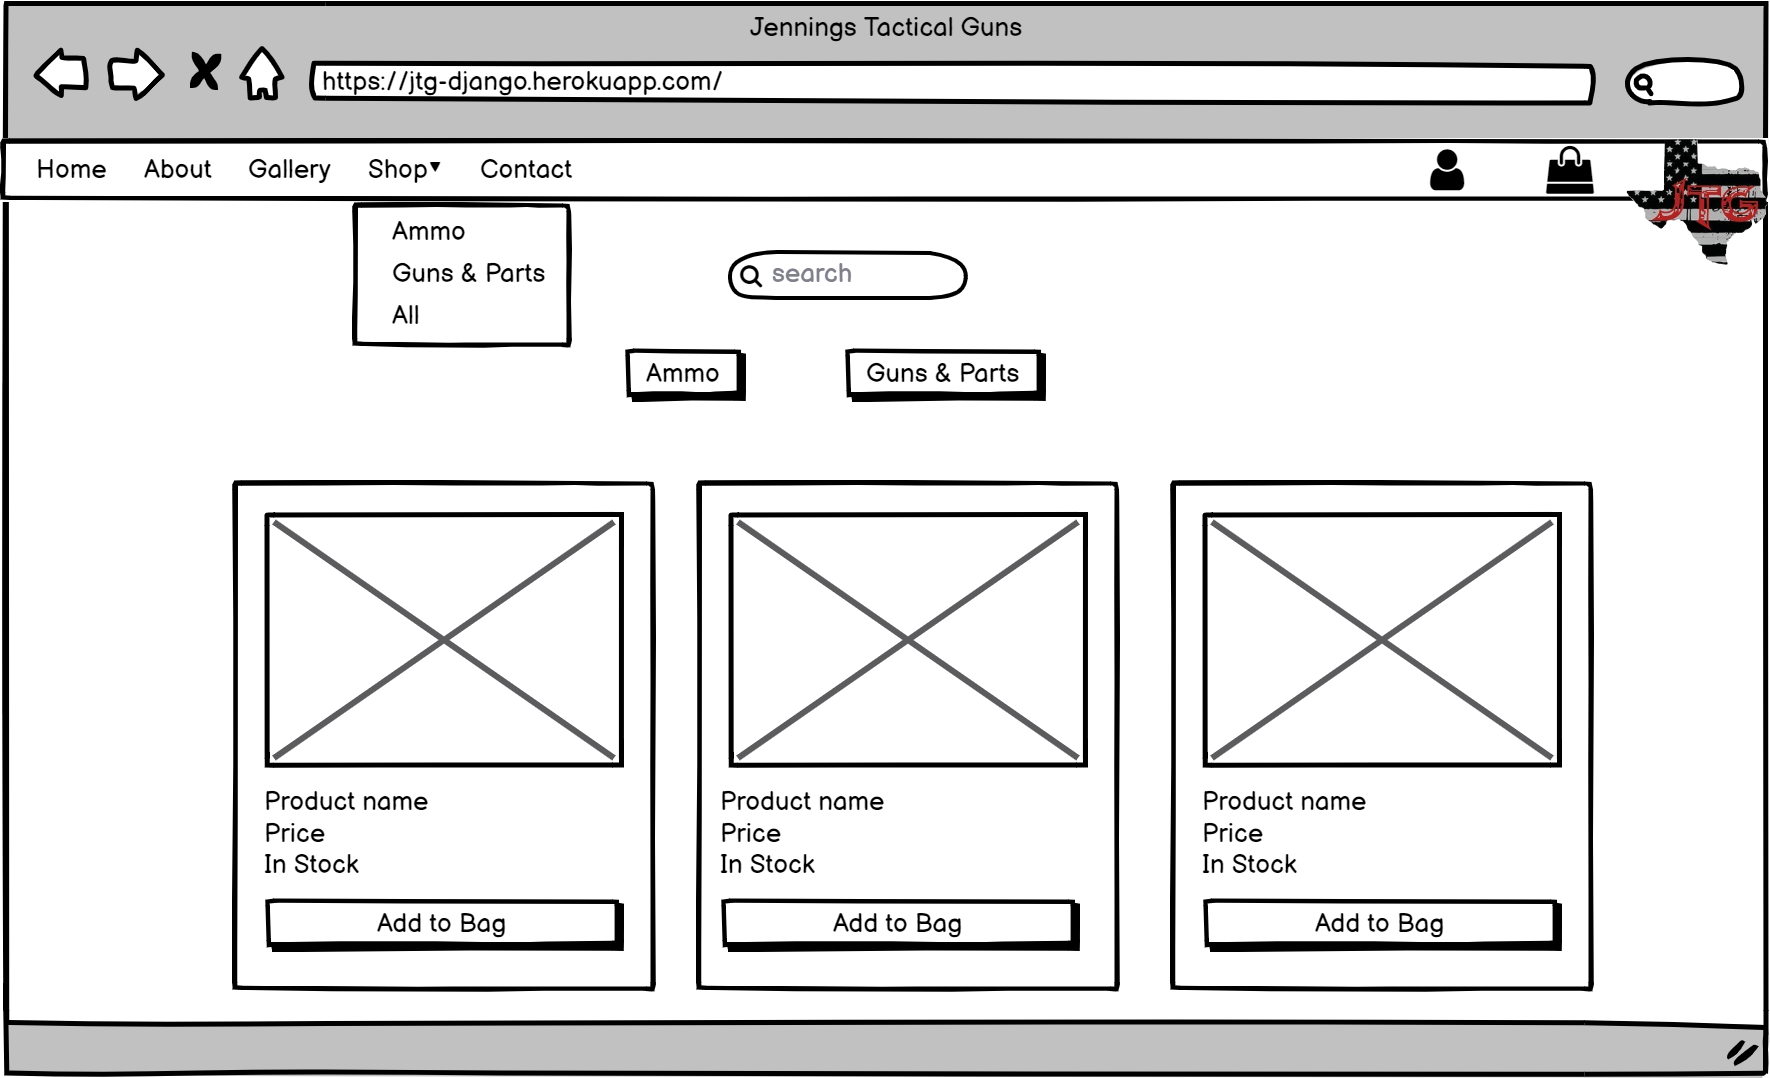 Jennings Tactical Guns
https://jtg-django.herokuapp.com/
Home About Gallery Shop▾ Contact
JTG
Ammo
Guns & Parts
All
search
Ammo Guns & Parts
Product name
Price
In Stock
Add to Bag
Product name
Price
In Stock
Add to Bag
Product name
Price
In Stock
Add to Bag